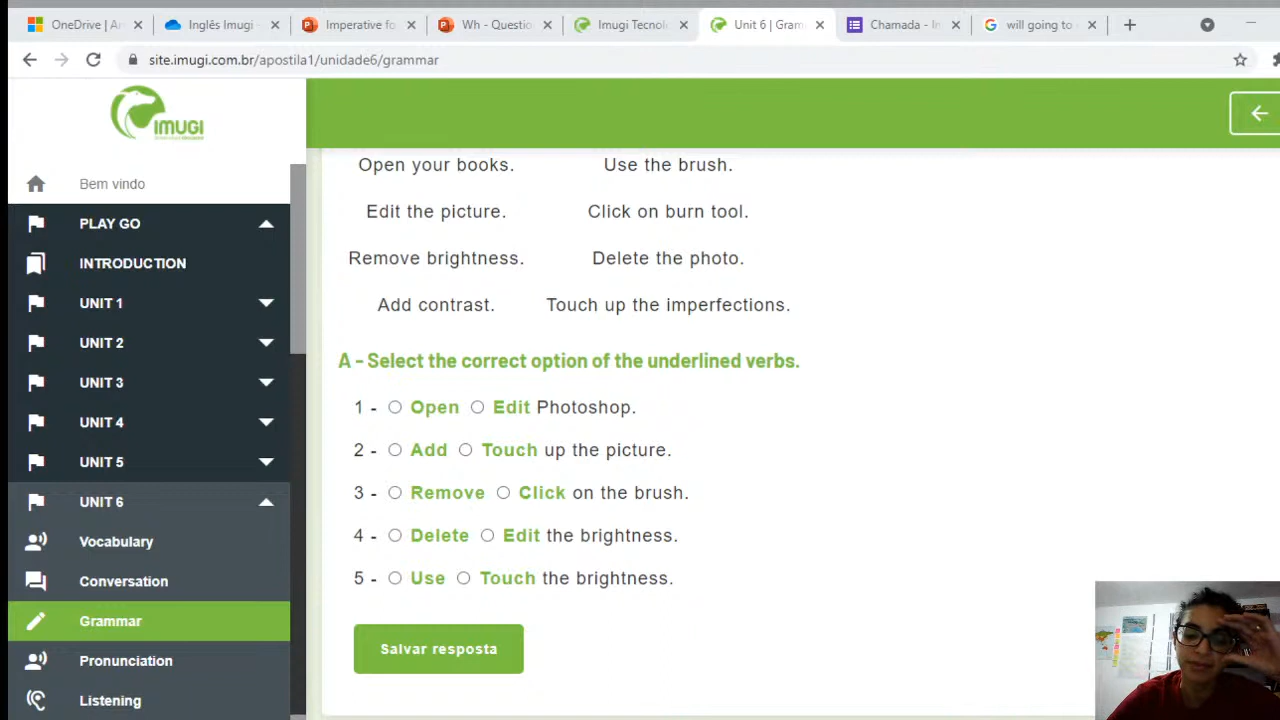 OneDrive | Ar
Inglês Imugi -
Imperative fo
Wh - Questio
Imugi Tecnolo
Unit 6 | Gram
Chamada - In
will going to
site.imugi.com.br/apostila1/unidade6/grammar
IMUGI
Bem vindo
PLAY GO
INTRODUCTION
UNIT 1
UNIT 2
UNIT 3
UNIT 4
UNIT 5
UNIT 6
Vocabulary
Conversation
Grammar
Pronunciation
Listening
Open your books. Use the brush.
Edit the picture. Click on burn tool.
Remove brightness. Delete the photo.
Add contrast. Touch up the imperfections.
A - Select the correct option of the underlined verbs.
1 - Open Edit Photoshop.
2 - Add Touch up the picture.
3 - Remove Click on the brush.
4 - Delete Edit the brightness.
5 - Use Touch the brightness.
Salvar resposta